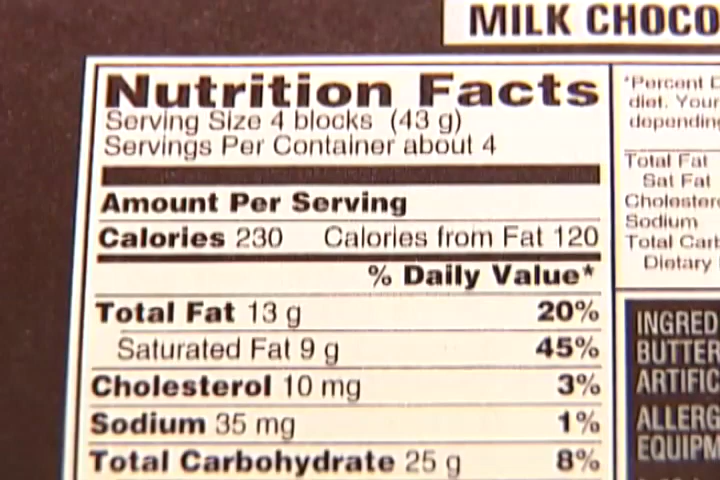 MILK CHOCO
Nutrition Facts
Serving Size 4 blocks (43 g)
Servings Per Container about 4
Amount Per Serving
Calories 230 Calories from Fat 120
% Daily Value*
Total Fat 13 g 20%
Saturated Fat 9 g 45%
Cholesterol 10 mg 3%
Sodium 35 mg 1%
Total Carbohydrate 25 g 8%
*Percent D
diet. Your
depending
Total Fat
Sat Fat
Cholester
Sodium
Total Carb
Dietary
INGRED
BUTTER
ARTIFIC
ALLERG
EQUIPM